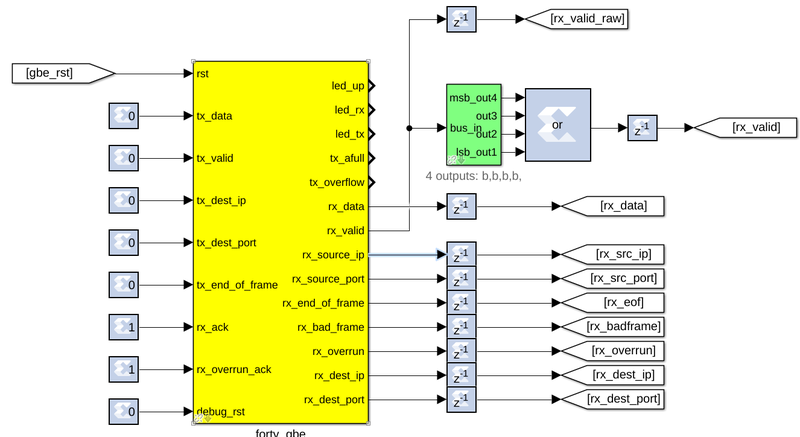 [gbe_rst]
0
0
0
0
0
1
1
0
rst
tx_data
tx_valid
tx_dest_ip
tx_dest_port
tx_end_of_frame
rx_ack
rx_overrun_ack
debug_rst
led_up
led_rx
led_tx
tx_afull
tx_overflow
rx_data
rx_valid
rx_source_ip
rx_source_port
rx_end_of_frame
rx_bad_frame
rx_overrun
rx_dest_ip
rx_dest_port
forty_gbe
z-1
[rx_valid_raw]
bus_in
msb_out4
out3
out2
lsb_out1
4 outputs: b,b,b,b,
or
z-1
[rx_valid]
z-1
[rx_data]
z-1
[rx_src_ip]
z-1
[rx_src_port]
z-1
[rx_eof]
z-1
[rx_badframe]
z-1
[rx_overrun]
z-1
[rx_dest_ip]
z-1
[rx_dest_port]